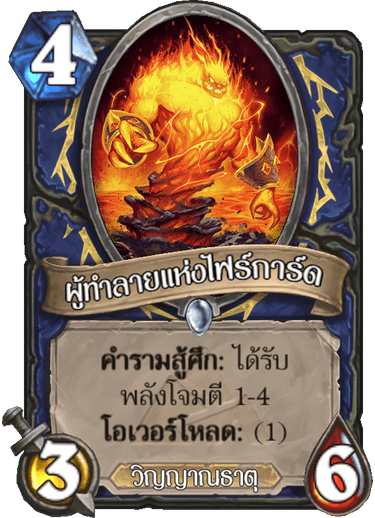 4
ผู้ทำลายแห่งไฟร์การ์ด
คำรามสู้ศึก: ได้รับ
พลังโจมตี 1-4
โอเวอร์โหลด: (1)
3
วิญญาณธาตุ
6